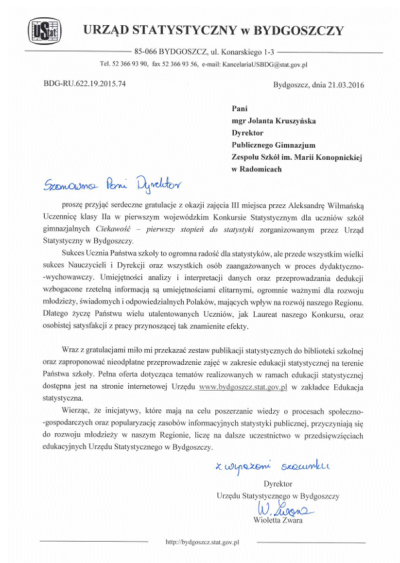 URZĄD STATYSTYCZNY w BYDGOSZCZY
85-066 BYDGOSZCZ, ul. Konarskiego 1-3
Tel. 52 366 93 90, fax 52 366 93 56, e-mail: KancelariaUSBDG@stat.gov.pl
BDG-RU.622.19.2015.74 Bydgoszcz, dnia 21.03.2016
Pani
mgr Jolanta Kruszyńska
Dyrektor
Publicznego Gimnazjum
Zespołu Szkół im. Marii Konopnickiej
w Radomicach
Szanowna Pani Dyrektor
proszę przyjąć serdeczne gratulacje z okazji zajęcia III miejsca przez Aleksandrę Wilmańską
Uczennicę klasy IIa w pierwszym wojewódzkim Konkursie Statystycznym dla uczniów szkół
gimnazjalnych Ciekawość – pierwszy stopień do statystyki zorganizowanym przez Urząd
Statystyczny w Bydgoszczy.
Sukces Ucznia Państwa szkoły to ogromna radość dla statystyków, ale przede wszystkim wielki
sukces Nauczycieli i Dyrekcji oraz wszystkich osób zaangażowanych w proces dydaktyczno-
-wychowawczy. Umiejętności analizy i interpretacji danych oraz przeprowadzania dedukcji
wzbogacone rzetelną informacją są umiejętnościami elitarnymi, ogromnie ważnymi dla rozwoju
młodzieży, świadomych i odpowiedzialnych Polaków, mających wpływ na rozwój naszego Regionu.
Dlatego życzę Państwu wielu utalentowanych Uczniów, jak Laureat naszego Konkursu, oraz
osobistej satysfakcji z pracy przynoszącej tak znamienite efekty.
Wraz z gratulacjami miło mi przekazać zestaw publikacji statystycznych do biblioteki szkolnej
oraz zaproponować nieodpłatne przeprowadzenie zajęć w zakresie edukacji statystycznej na terenie
Państwa szkoły. Pełna oferta dotycząca tematów realizowanych w ramach edukacji statystycznej
dostępna jest na stronie internetowej Urzędu www.bydgoszcz.stat.gov.pl w zakładce Edukacja
statystyczna.
Wierząc, że inicjatywy, które mają na celu poszerzanie wiedzy o procesach społeczno-
-gospodarczych oraz popularyzację zasobów informacyjnych statystyki publicznej, przyczyniają się
do rozwoju młodzieży w naszym Regionie, liczę na dalsze uczestnictwo w przedsięwzięciach
edukacyjnych Urzędu Statystycznego w Bydgoszczy.
z wyrazami szacunku
Dyrektor
Urzędu Statystycznego w Bydgoszczy
W. Zwara
Wioletta Zwara
http://bydgoszcz.stat.gov.pl